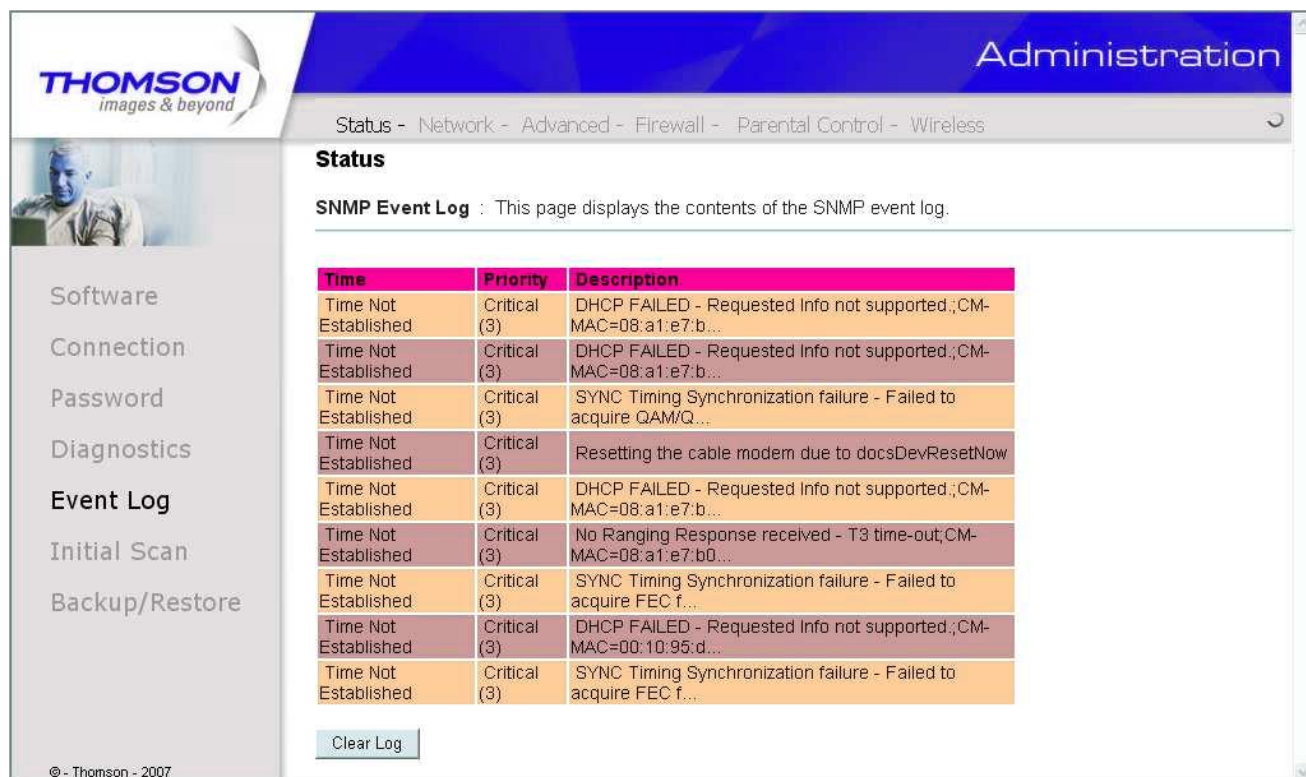 THOMSON
images & beyond
Administration
Status - Network - Advanced - Firewall - Parental Control - Wireless
Status
SNMP Event Log : This page displays the contents of the SNMP event log.
Software
Connection
Password
Diagnostics
Event Log
Initial Scan
Backup/Restore
Time Priority Description
Time Not Established Critical (3) DHCP FAILED - Requested Info not supported.;CM-MAC=08:a1:e7:b...
Time Not Established Critical (3) DHCP FAILED - Requested Info not supported.;CM-MAC=08:a1:e7:b...
Time Not Established Critical (3) SYNC Timing Synchronization failure - Failed to acquire QAM/Q...
Time Not Established Critical (3) Resetting the cable modem due to docsDevResetNow
Time Not Established Critical (3) DHCP FAILED - Requested Info not supported.;CM-MAC=08:a1:e7:b...
Time Not Established Critical (3) No Ranging Response received - T3 time-out;CM-MAC=08:a1:e7:b0...
Time Not Established Critical (3) SYNC Timing Synchronization failure - Failed to acquire FEC f...
Time Not Established Critical (3) DHCP FAILED - Requested Info not supported.;CM-MAC=00:10:95:d...
Time Not Established Critical (3) SYNC Timing Synchronization failure - Failed to acquire FEC f...
Clear Log
© - Thomson - 2007